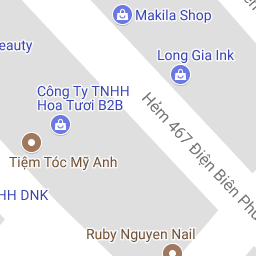 Makila Shop
eauty
Long Gia Ink
Công Ty TNHH
Hoa Tươi B2B
Hẻm 467 Điện Biên Phủ
Tiệm Tóc Mỹ Anh
HH DNK
Ruby Nguyen Nail